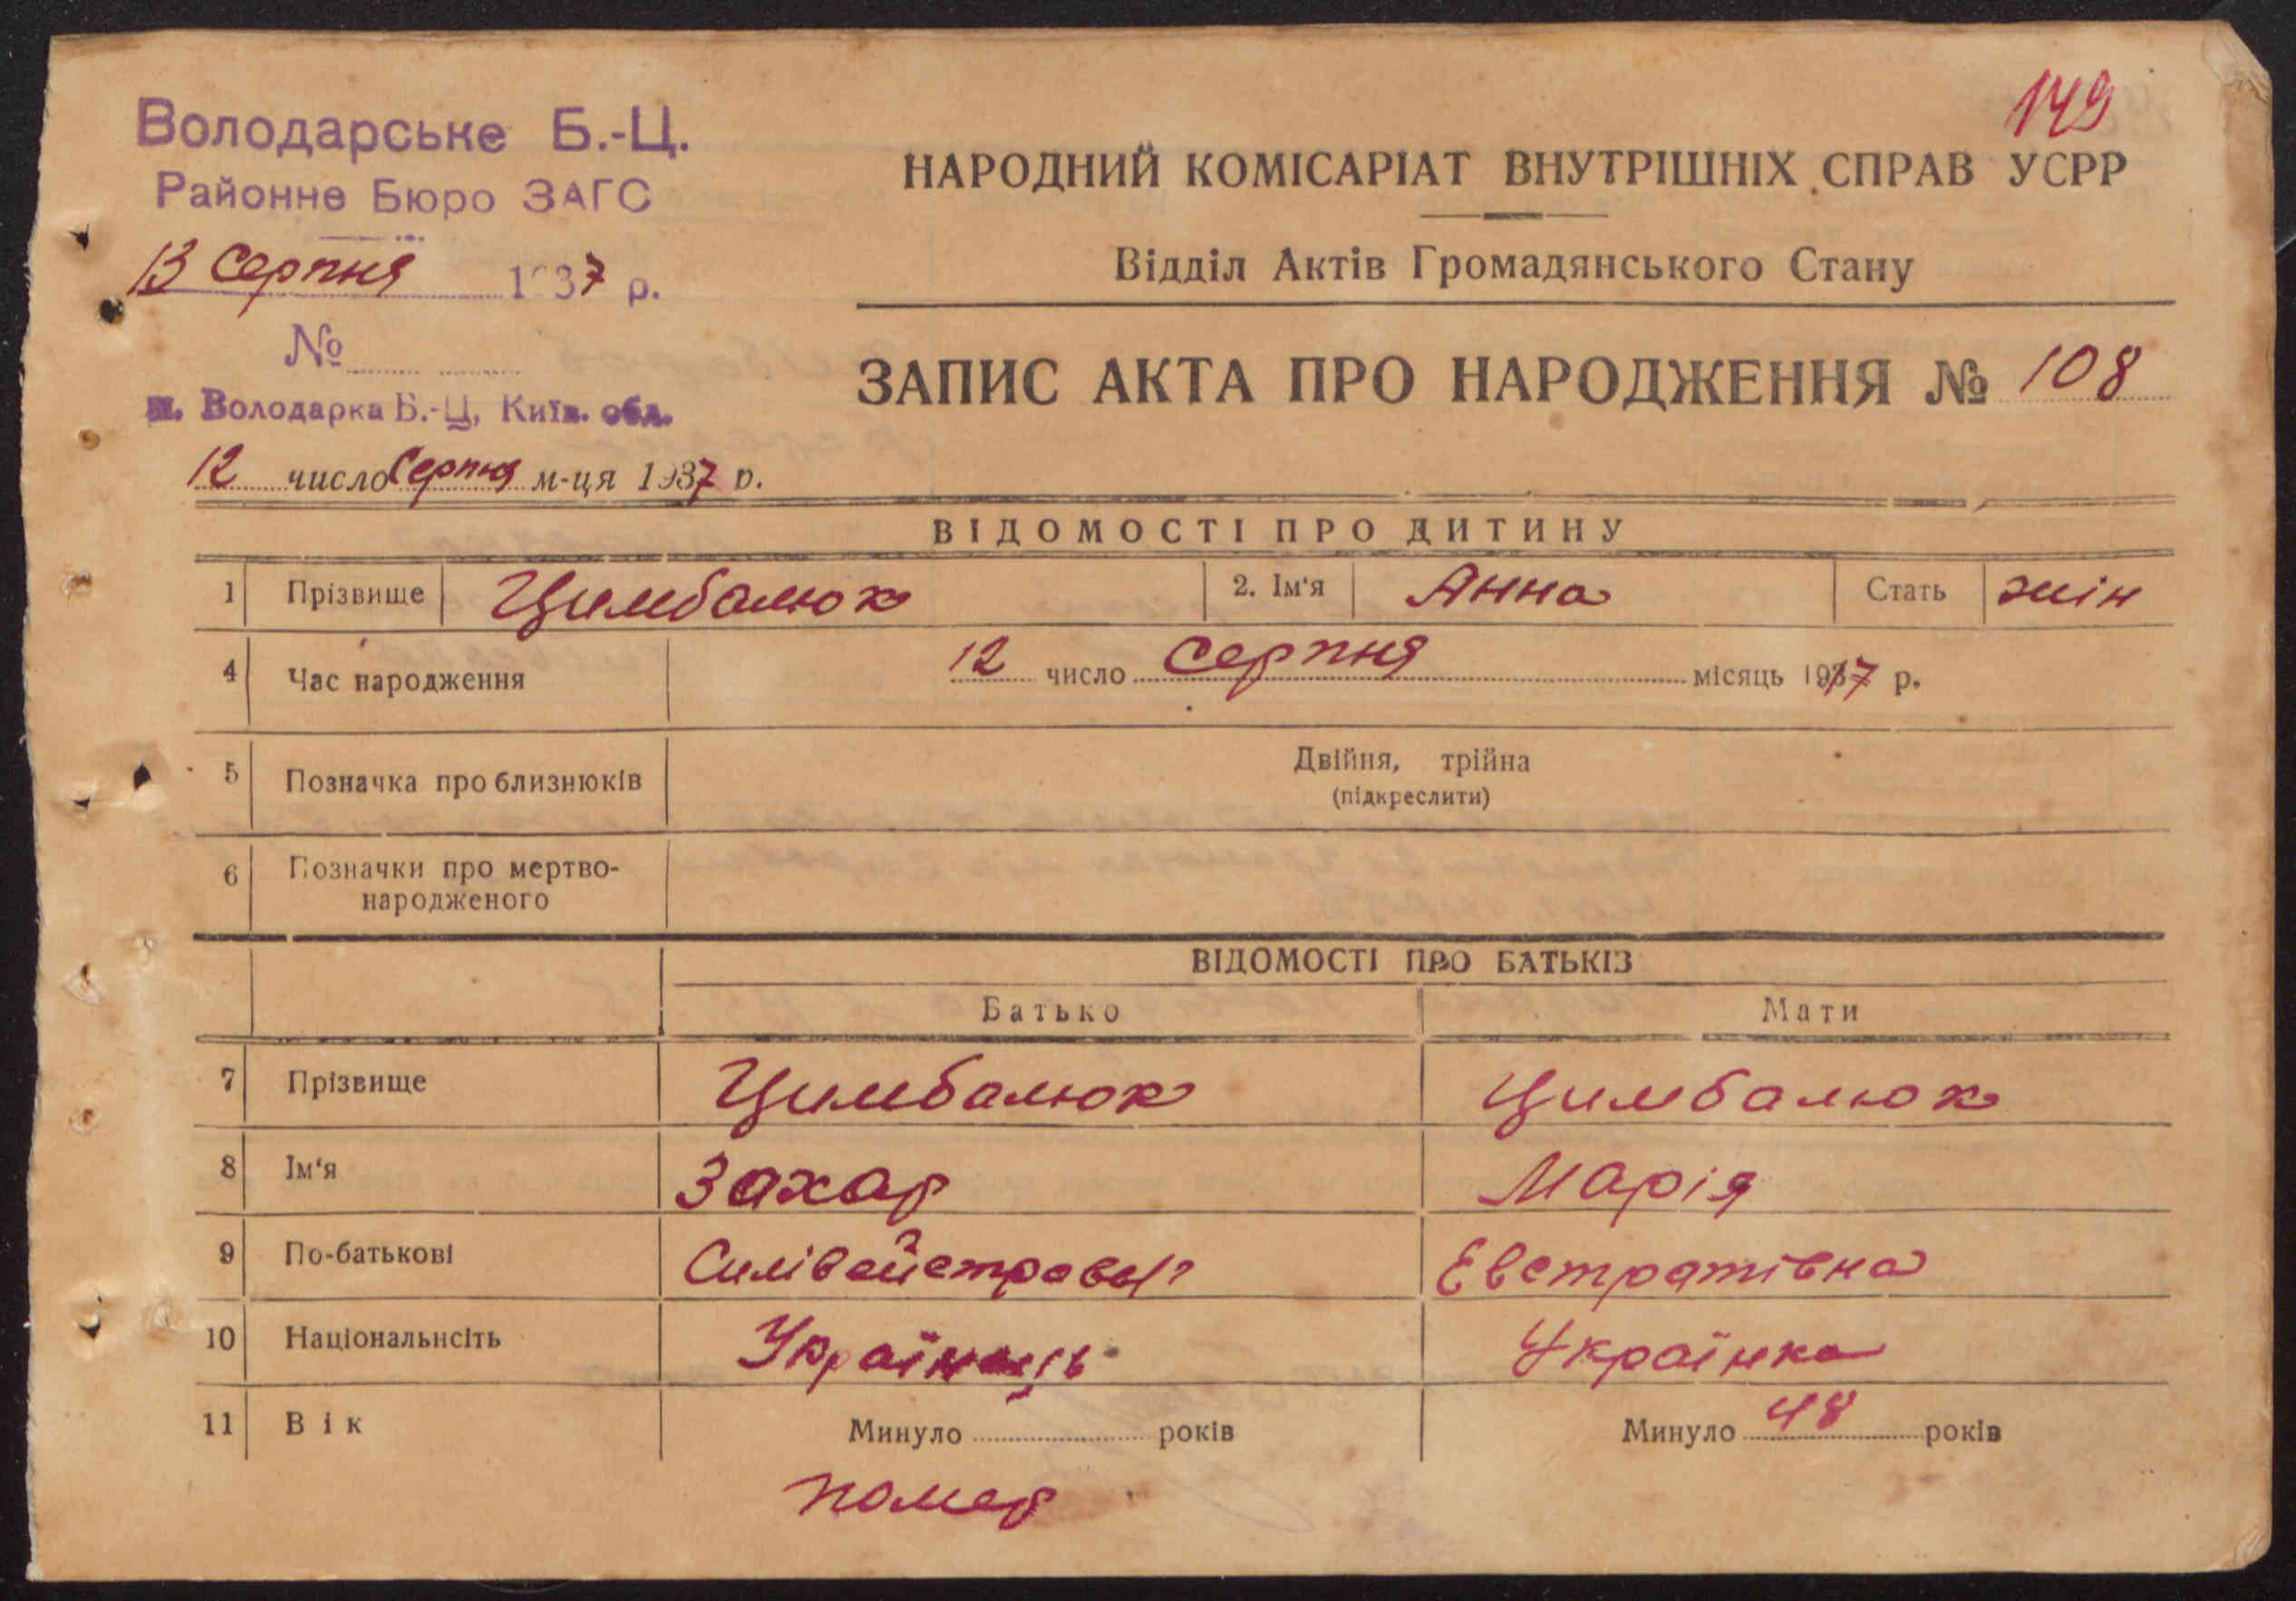 149
Володарське Б.-Ц.
Районне Бюро ЗАГС
13 Серпня 1937 р.
№
м. Володарка Б.-Ц, Київ. обл.
12 число Серпня м-ця 1937 р.
НАРОДНИЙ КОМІСАРІАТ ВНУТРІШНІХ СПРАВ УСРР
Відділ Актів Громадянського Стану
ЗАПИС АКТА ПРО НАРОДЖЕННЯ № 108
ВІДОМОСТІ ПРО ДИТИНУ
1 Прізвище Цимбалюк 2. Ім'я Анна Стать жін
4 Час народження 12 число Серпня місяць 1937 р.
5 Позначка про близнюків Двійня, трійна
(підкреслити)
6 Позначки про мертво-
народженого
ВІДОМОСТІ ПРО БАТЬКІВ
Батько Мати
7 Прізвище Цимбалюк Цимбалюк
8 Ім'я Захар Марія
9 По-батькові Евстратівна
10 Національнсіть Українець Українка
11 Вік Минуло років Минуло 48 років
помер